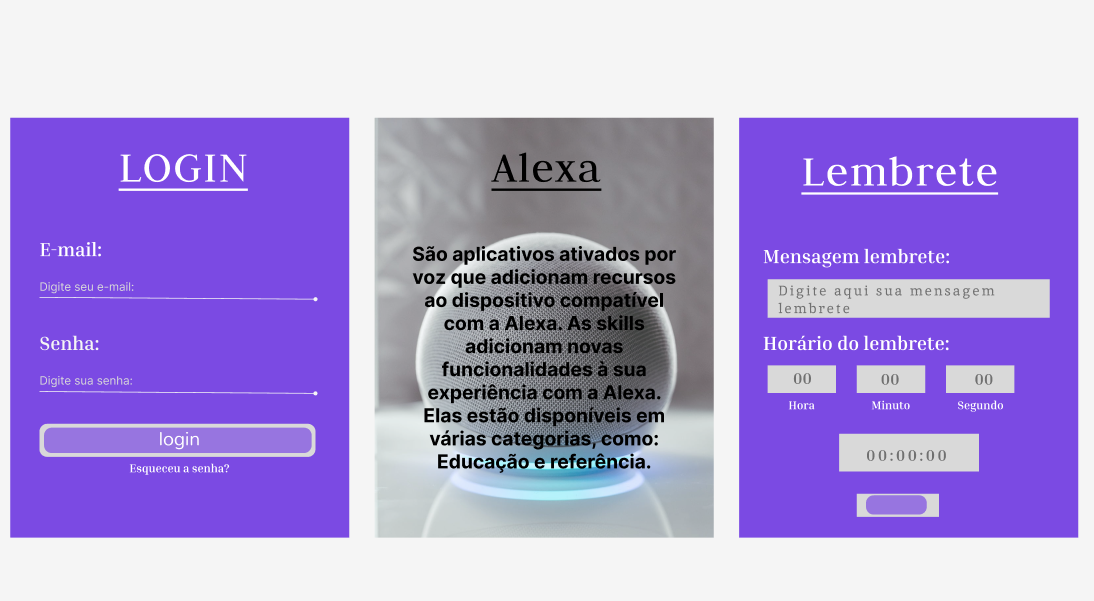 LOGIN
E-mail:
Digite seu e-mail:
Senha:
Digite sua senha:
login
Esqueceu a senha?
Alexa
São aplicativos ativados por
voz que adicionam recursos
ao dispositivo compatível
com a Alexa. As skills
adicionam novas
funcionalidades à sua
experiência com a Alexa.
Elas estão disponíveis em
várias categorias, como:
Educação e referência.
Lembrete
Mensagem lembrete:
Digite aqui sua mensagem
lembrete
Horário do lembrete:
00 00 00
Hora Minuto Segundo
00:00:00